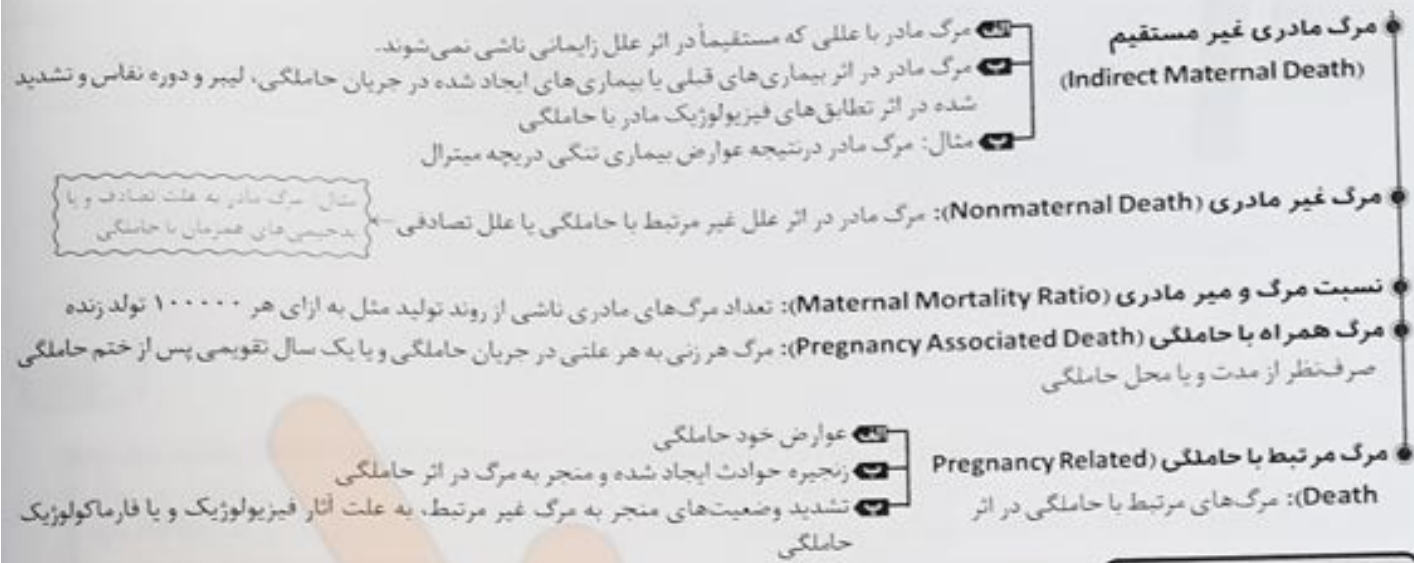 مرگ مادری غیر مستقیم
(Indirect Maternal Death)
الف مرگ مادر با عللی که مستقیماً در اثر علل زایمانی ناشی نمی‌شوند.
ب مرگ مادر در اثر بیماری‌های قبلی یا بیماری‌های ایجاد شده در جریان حاملگی، لیبر و دوره نفاس و تشدید
شده در اثر تطابق‌های فیزیولوژیک مادر با حاملگی
مثال: مرگ مادر درنتیجه عوارض بیماری تنگی دریچه میترال
مرگ غیر مادری (Nonmaternal Death): مرگ مادر در اثر علل غیر مرتبط با حاملگی یا علل تصادفی
مثال: مرگ مادر به علت تصادف و یا
بدخیمی‌های همزمان با حاملگی
نسبت مرگ و میر مادری (Maternal Mortality Ratio): تعداد مرگ‌های مادری ناشی از روند تولید مثل به ازای هر ۱۰۰۰۰۰ تولد زنده
مرگ همراه با حاملگی (Pregnancy Associated Death): مرگ هر زنی به هر علتی در جریان حاملگی و یا یک سال تقویمی پس از ختم حاملگی
صرف‌نظر از مدت و یا محل حاملگی
مرگ مرتبط با حاملگی (Pregnancy Related
Death): مرگ‌های مرتبط با حاملگی در اثر
الف عوارض خود حاملگی
ب زنجیره حوادث ایجاد شده و منجر به مرگ در اثر حاملگی
تشدید وضعیت‌های منجر به مرگ غیر مرتبط، به علت آثار فیزیولوژیک و یا فارماکولوژیک
حاملگی